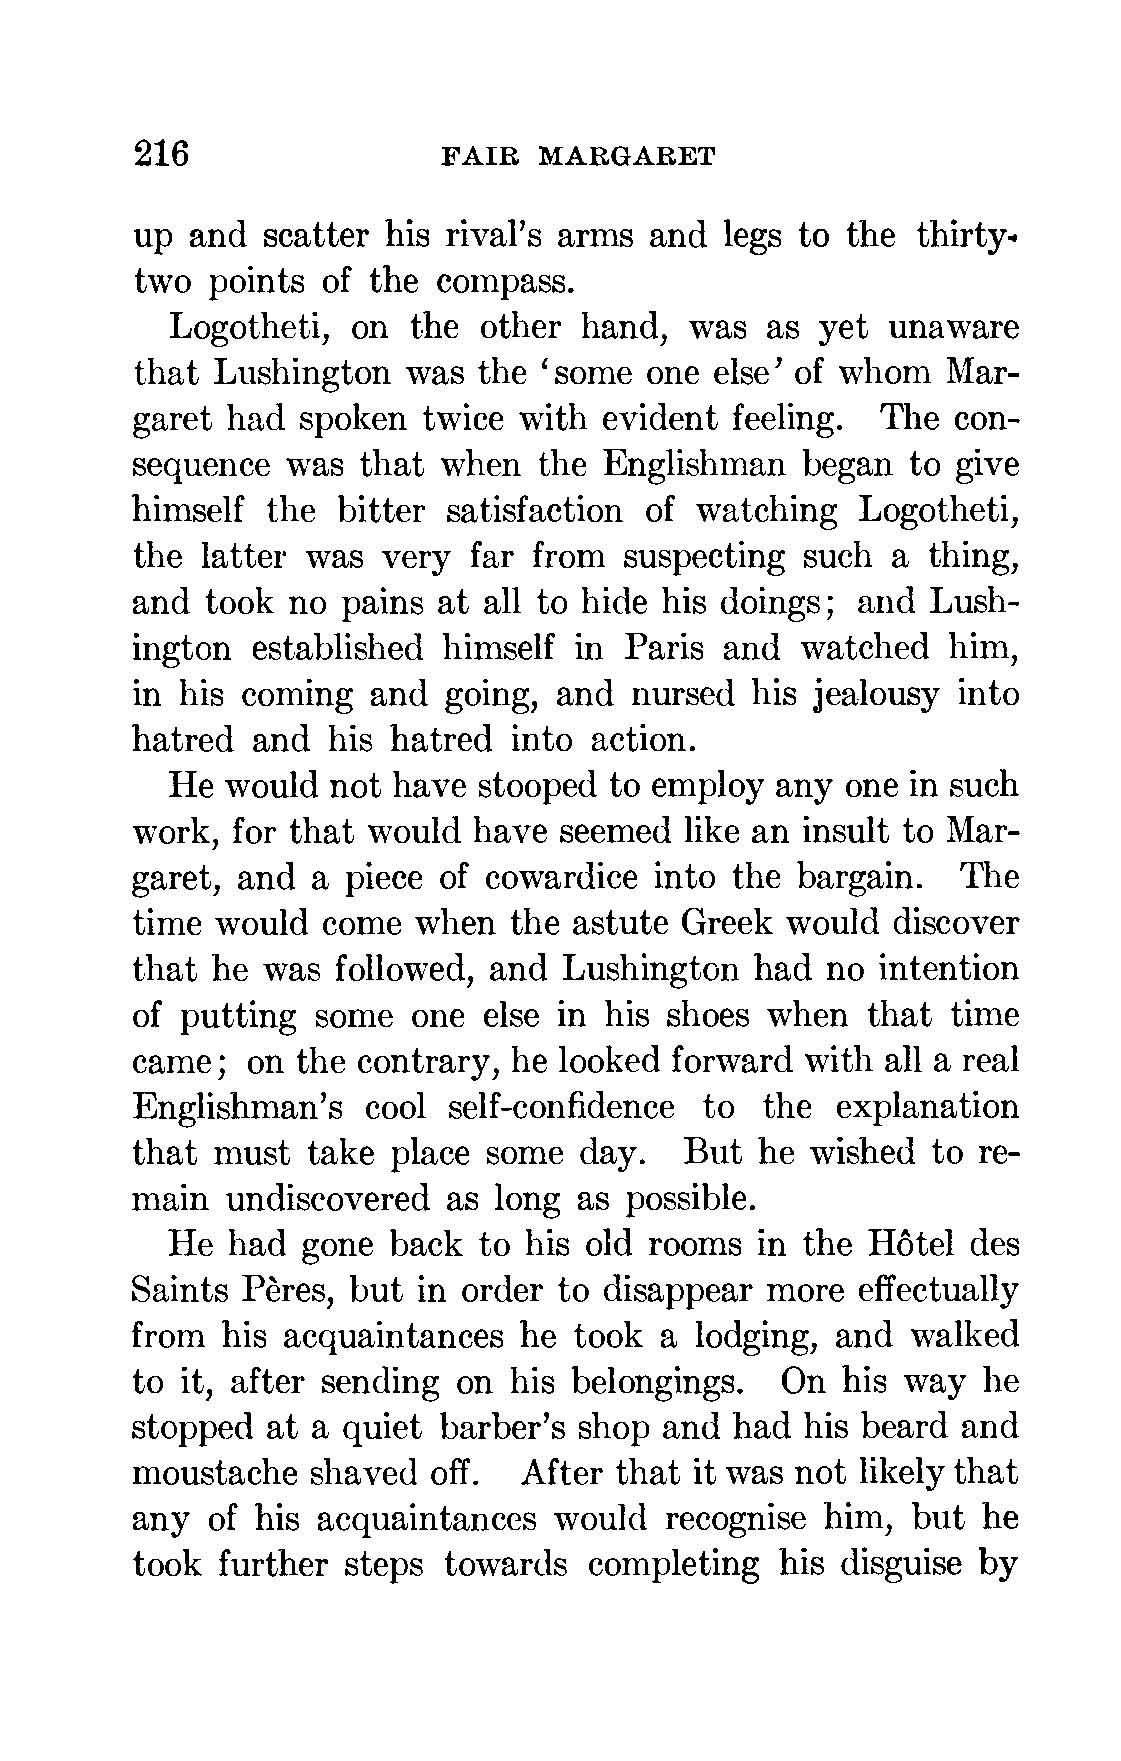 216 FAIR MARGARET
up and scatter his rival's arms and legs to the thirty-
two points of the compass.
Logotheti, on the other hand, was as yet unaware
that Lushington was the ‘some one else’ of whom Mar-
garet had spoken twice with evident feeling. The con-
sequence was that when the Englishman began to give
himself the bitter satisfaction of watching Logotheti,
the latter was very far from suspecting such a thing,
and took no pains at all to hide his doings; and Lush-
ington established himself in Paris and watched him,
in his coming and going, and nursed his jealousy into
hatred and his hatred into action.
He would not have stooped to employ any one in such
work, for that would have seemed like an insult to Mar-
garet, and a piece of cowardice into the bargain. The
time would come when the astute Greek would discover
that he was followed, and Lushington had no intention
of putting some one else in his shoes when that time
came; on the contrary, he looked forward with all a real
Englishman's cool self-confidence to the explanation
that must take place some day. But he wished to re-
main undiscovered as long as possible.
He had gone back to his old rooms in the Hôtel des
Saints Pères, but in order to disappear more effectually
from his acquaintances he took a lodging, and walked
to it, after sending on his belongings. On his way he
stopped at a quiet barber's shop and had his beard and
moustache shaved off. After that it was not likely that
any of his acquaintances would recognise him, but he
took further steps towards completing his disguise by